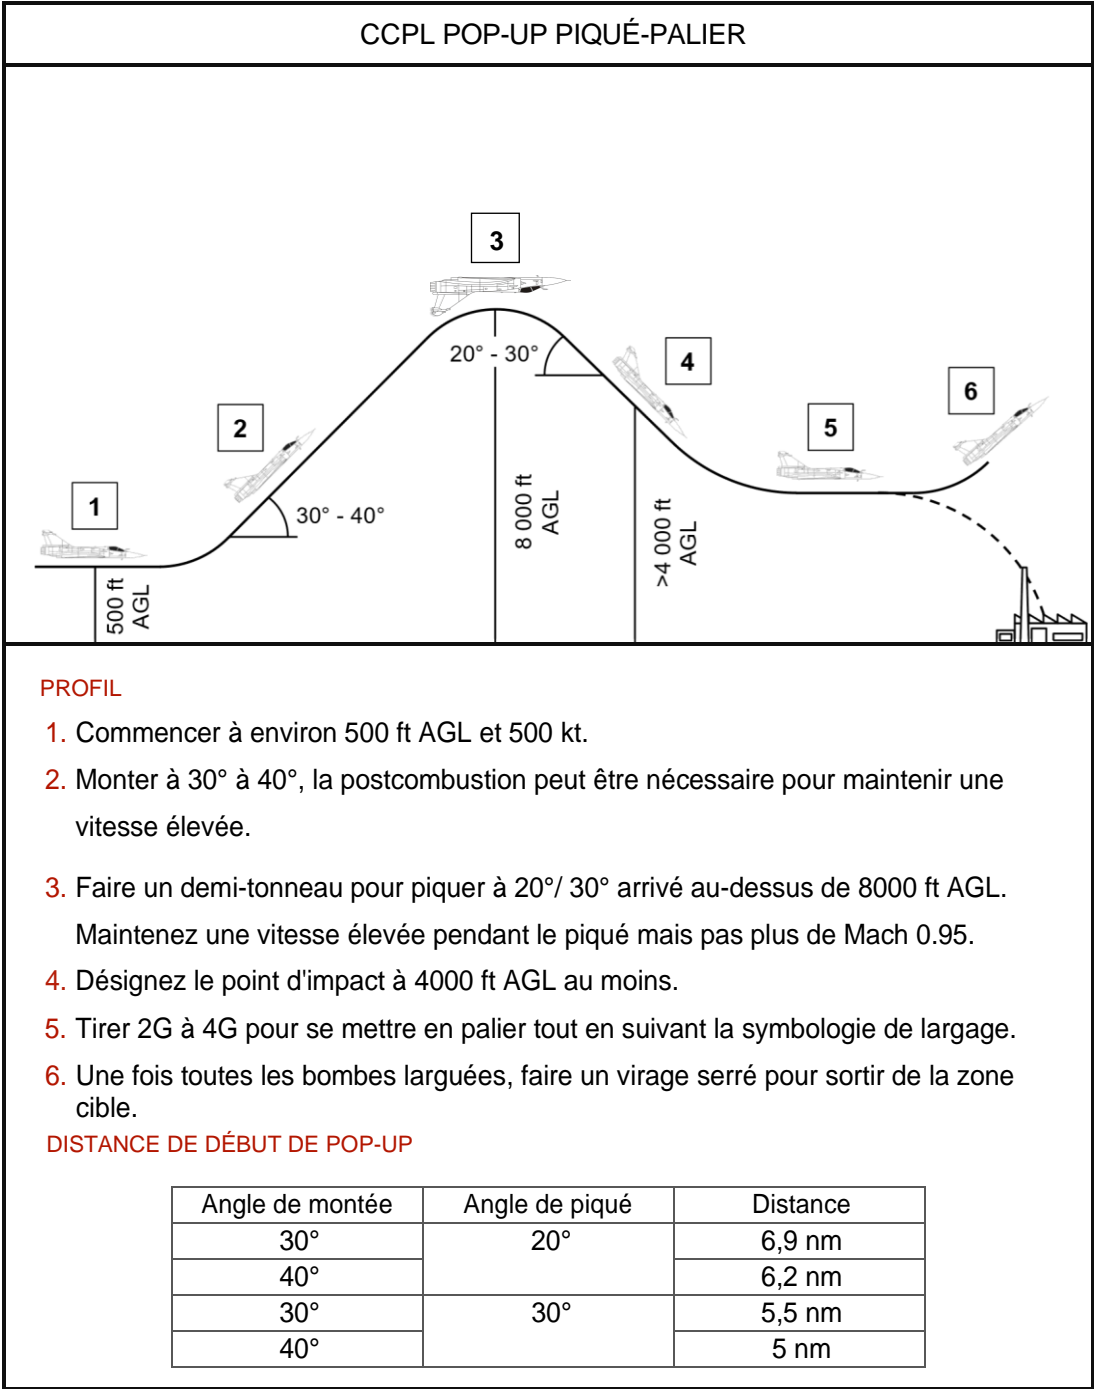 CCPL POP-UP PIQUÉ-PALIER
3
20° - 30°
4
6
2
5
1
30° - 40°
8 000 ft
AGL
>4 000 ft
AGL
500 ft
AGL
PROFIL
1. Commencer à environ 500 ft AGL et 500 kt.
2. Monter à 30° à 40°, la postcombustion peut être nécessaire pour maintenir une
vitesse élevée.
3. Faire un demi-tonneau pour piquer à 20°/ 30° arrivé au-dessus de 8000 ft AGL.
Maintenez une vitesse élevée pendant le piqué mais pas plus de Mach 0.95.
4. Désignez le point d'impact à 4000 ft AGL au moins.
5. Tirer 2G à 4G pour se mettre en palier tout en suivant la symbologie de largage.
6. Une fois toutes les bombes larguées, faire un virage serré pour sortir de la zone
cible.
DISTANCE DE DÉBUT DE POP-UP
Angle de montée Angle de piqué Distance
30° 20° 6,9 nm
40° 6,2 nm
30° 30° 5,5 nm
40° 5 nm